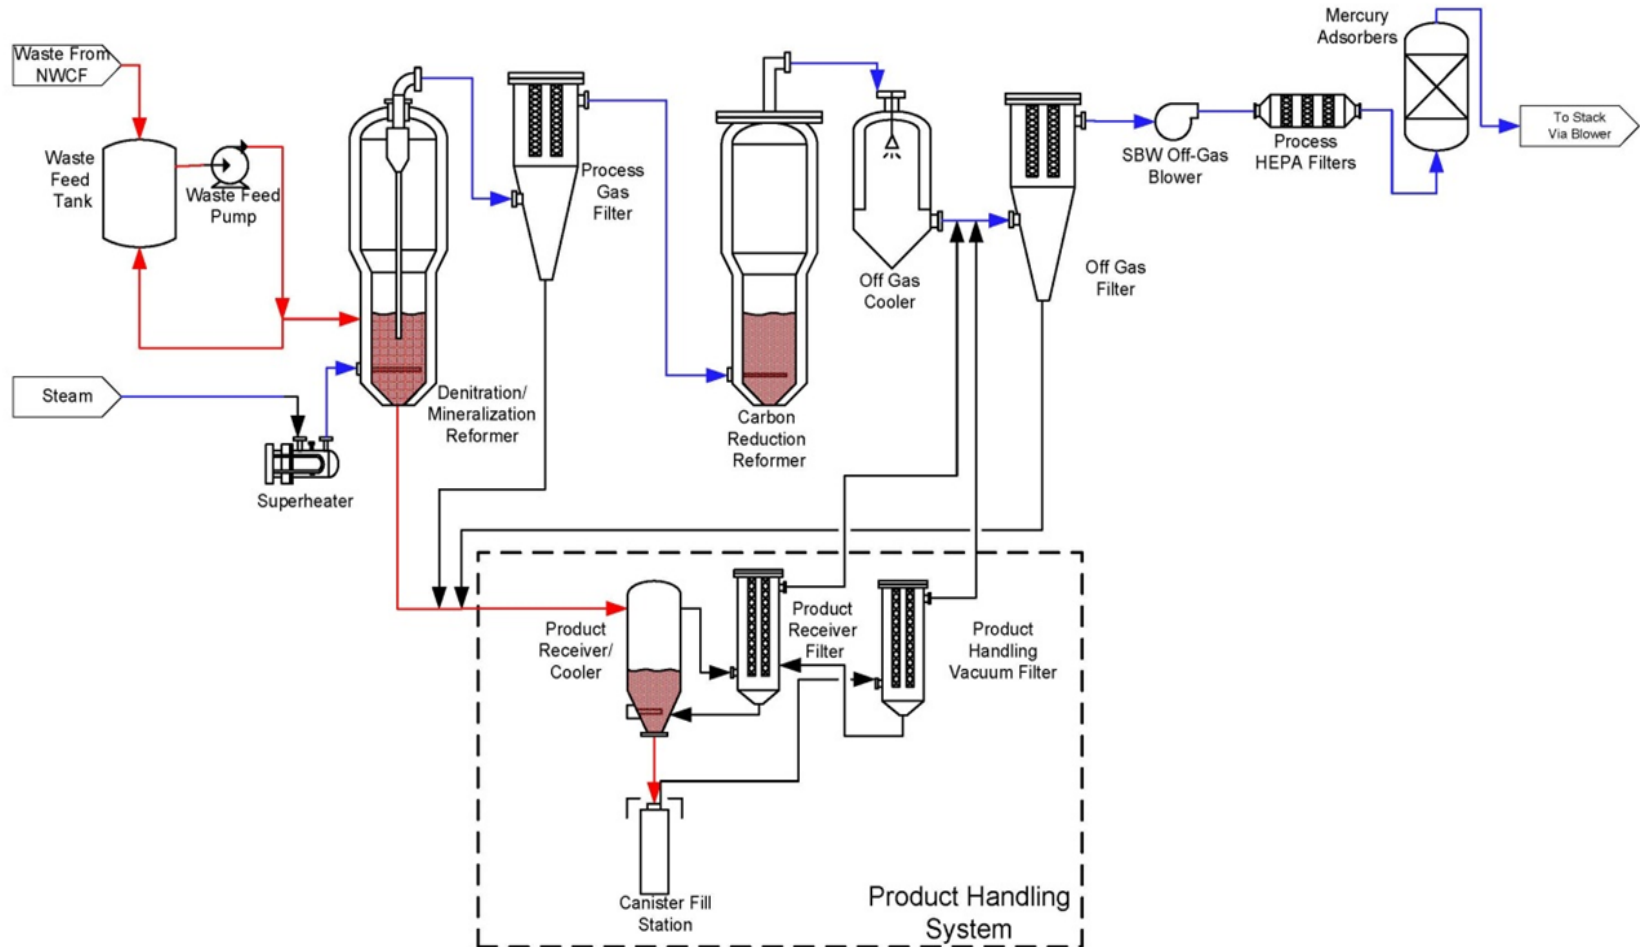 Waste From
NWCF
Waste
Feed
Tank
Waste Feed
Pump
Steam
Superheater
Denitration/
Mineralization
Reformer
Process
Gas
Filter
Carbon
Reduction
Reformer
Off Gas
Cooler
Off Gas
Filter
SBW Off-Gas
Blower
Process
HEPA Filters
Mercury
Adsorbers
To Stack
Via Blower
Product
Receiver/
Cooler
Product
Receiver
Filter
Product
Handling
Vacuum Filter
Canister Fill
Station
Product Handling
System